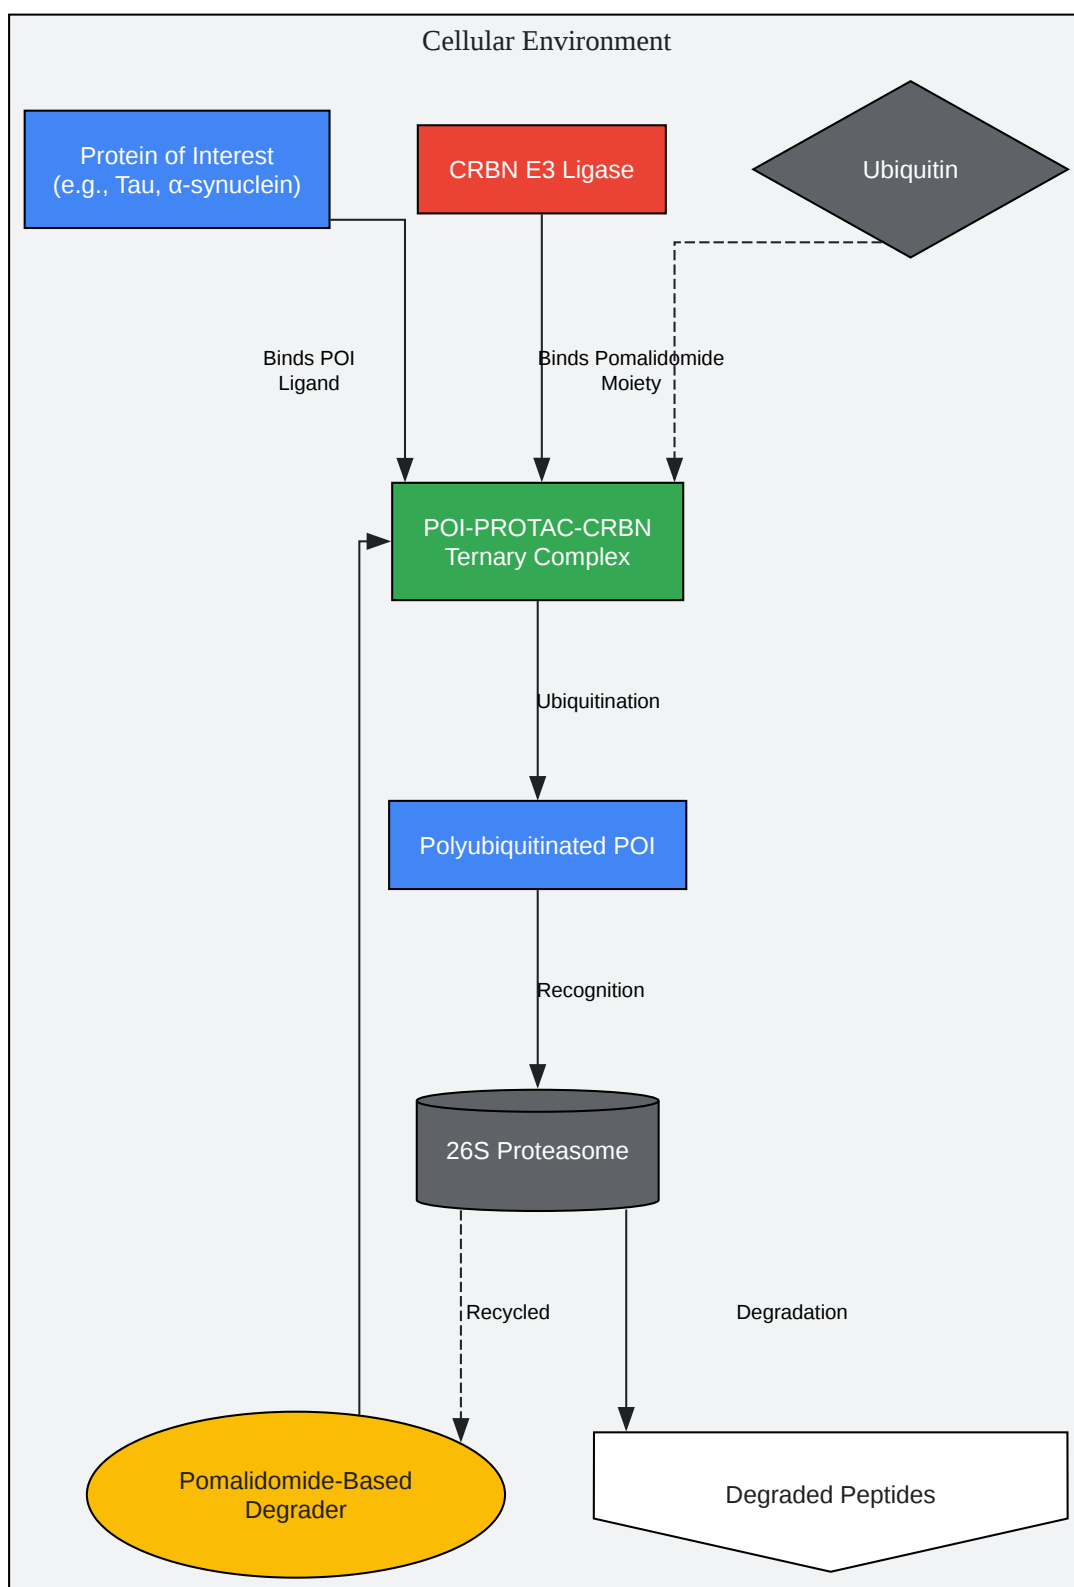 Cellular Environment
Protein of Interest
(e.g., Tau, α-synuclein)
CRBN E3 Ligase
Ubiquitin
Binds POI
Ligand
Binds Pomalidomide
Moiety
POI-PROTAC-CRBN
Ternary Complex
Ubiquitination
Polyubiquitinated POI
Recognition
26S Proteasome
Recycled
Degradation
Pomalidomide-Based
Degrader
Degraded Peptides